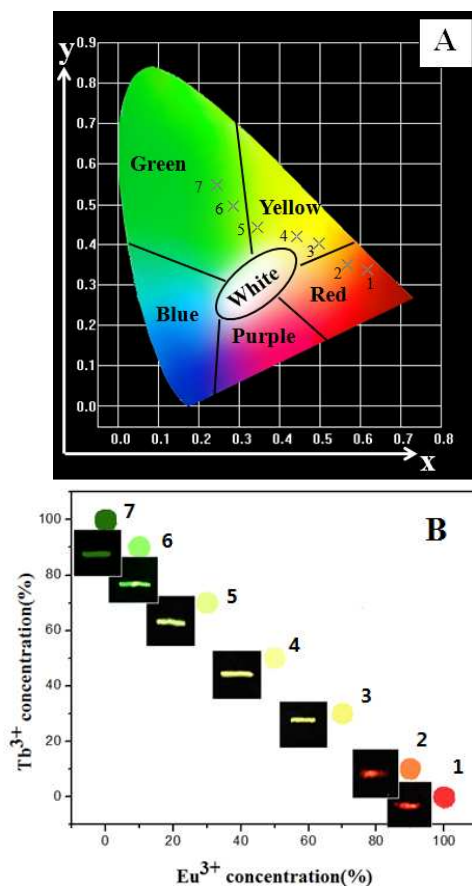 A
y
0.9
0.8
0.7
0.6
0.5
0.4
0.3
0.2
0.1
0.0
Green
7
6
Yellow
5
4
3
2
1
White
Red
Blue
Purple
0.0 0.1 0.2 0.3 0.4 0.5 0.6 0.7 0.8
x
B
Tb3+ concentration(%)
100
80
60
40
20
0
7
6
5
4
3
2
1
0 20 40 60 80 100
Eu3+ concentration(%)